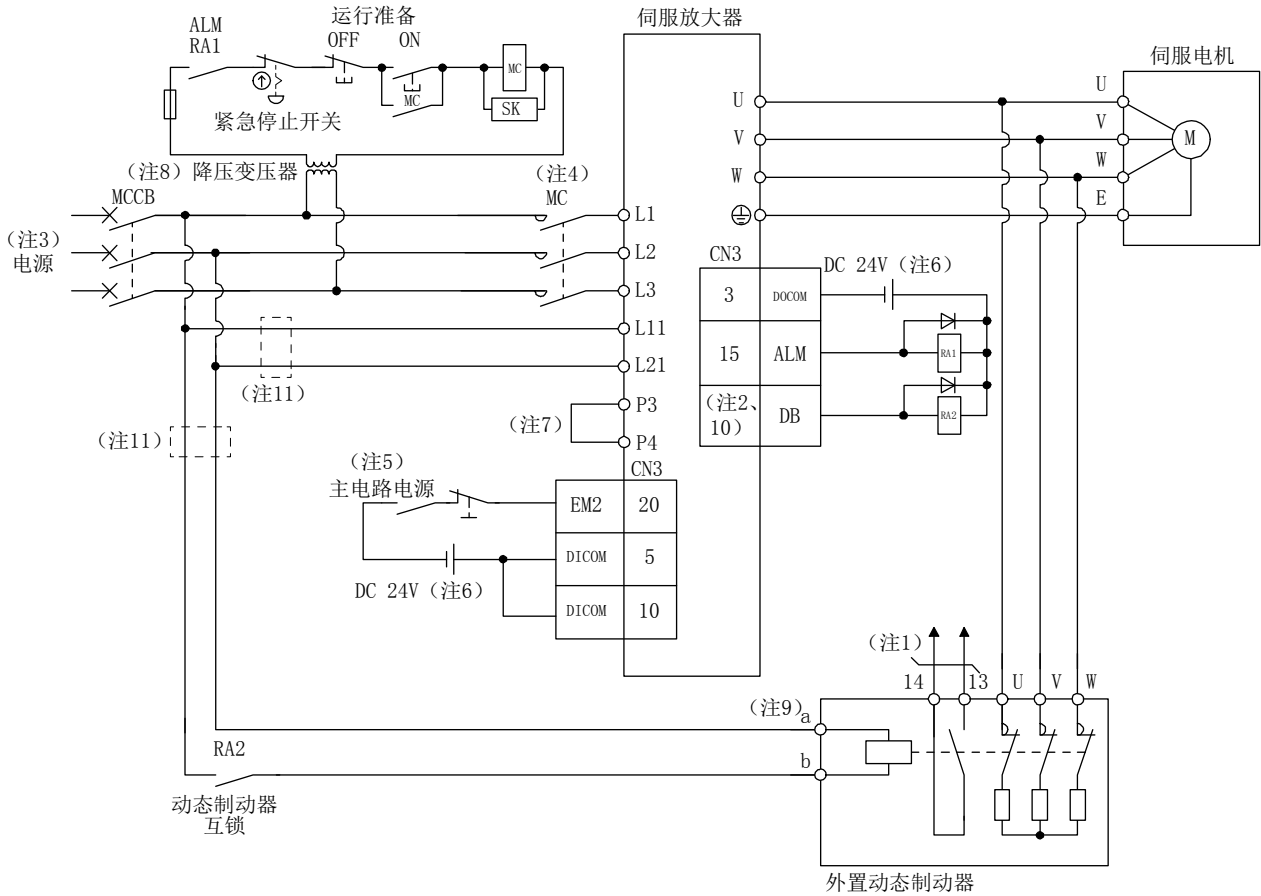 伺服放大器
ALM
RA1
运行准备
OFF
ON
MC
MC
SK
紧急停止开关
（注8）降压变压器
MCCB
（注3）
电源
（注4）
MC
L1
L2
L3
L11
L21
P3
P4
（注11）
（注11）
（注7）
U
V
W
伺服电机
U
V
W
E
M
CN3
3
DOCOM
15
ALM
（注2、
10）
DB
DC 24V（注6）
RA1
RA2
（注5）
主电路电源
CN3
EM2
20
DICOM
5
DICOM
10
DC 24V（注6）
（注1）
14
13
U
V
W
（注9）
a
b
RA2
动态制动器
互锁
外置动态制动器